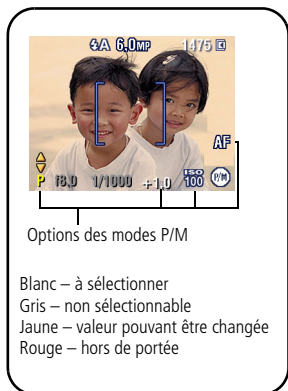 ϟA 6.0MP 1475
AF
P f8.0 1/1000 +1.0 ISO 100 P/M
Options des modes P/M
Blanc – à sélectionner
Gris – non sélectionnable
Jaune – valeur pouvant être changée
Rouge – hors de portée